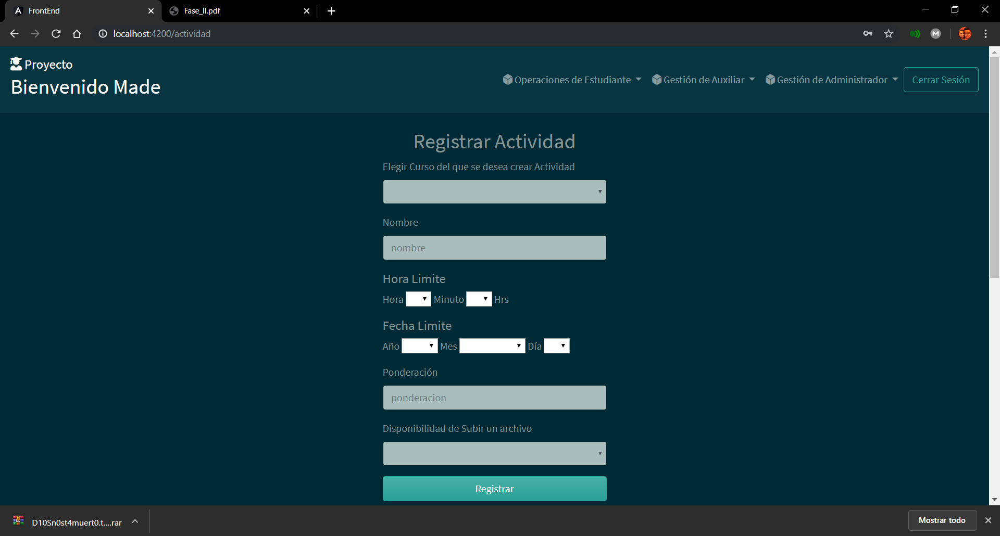 FrontEnd
Fase_II.pdf
localhost:4200/actividad
M
Proyecto
Bienvenido Made
Operaciones de Estudiante
Gestión de Auxiliar
Gestión de Administrador
Cerrar Sesión
Registrar Actividad
Elegir Curso del que se desea crear Actividad
Nombre
nombre
Hora Limite
Hora Minuto Hrs
Fecha Limite
Año Mes Día
Ponderación
ponderacion
Disponibilidad de Subir un archivo
Registrar
D10Sn0st4muert0.t....rar
Mostrar todo